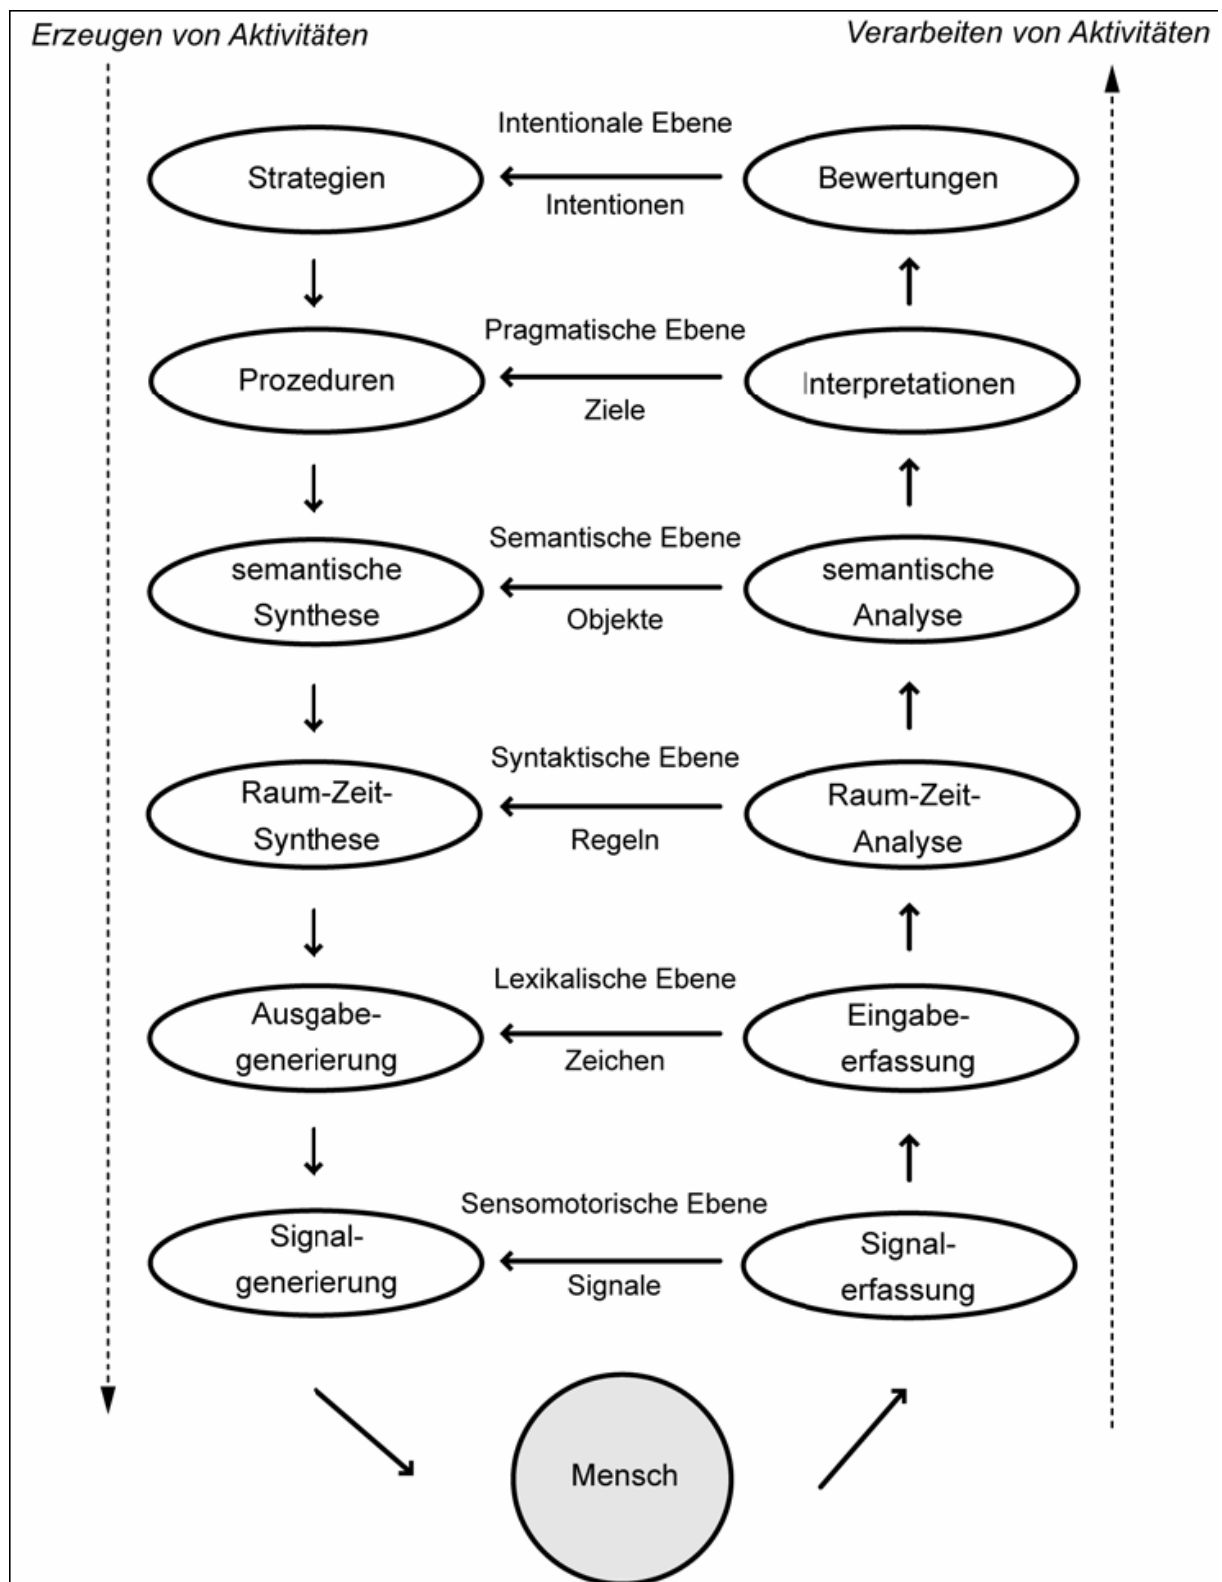 Erzeugen von Aktivitäten
Verarbeiten von Aktivitäten
Intentionale Ebene
Strategien
Bewertungen
Intentionen
Pragmatische Ebene
Prozeduren
Interpretationen
Ziele
Semantische Ebene
semantische
Synthese
semantische
Analyse
Objekte
Syntaktische Ebene
Raum-Zeit-
Synthese
Raum-Zeit-
Analyse
Regeln
Lexikalische Ebene
Ausgabe-
generierung
Eingabe-
erfassung
Zeichen
Sensomotorische Ebene
Signal-
generierung
Signal-
erfassung
Signale
Mensch